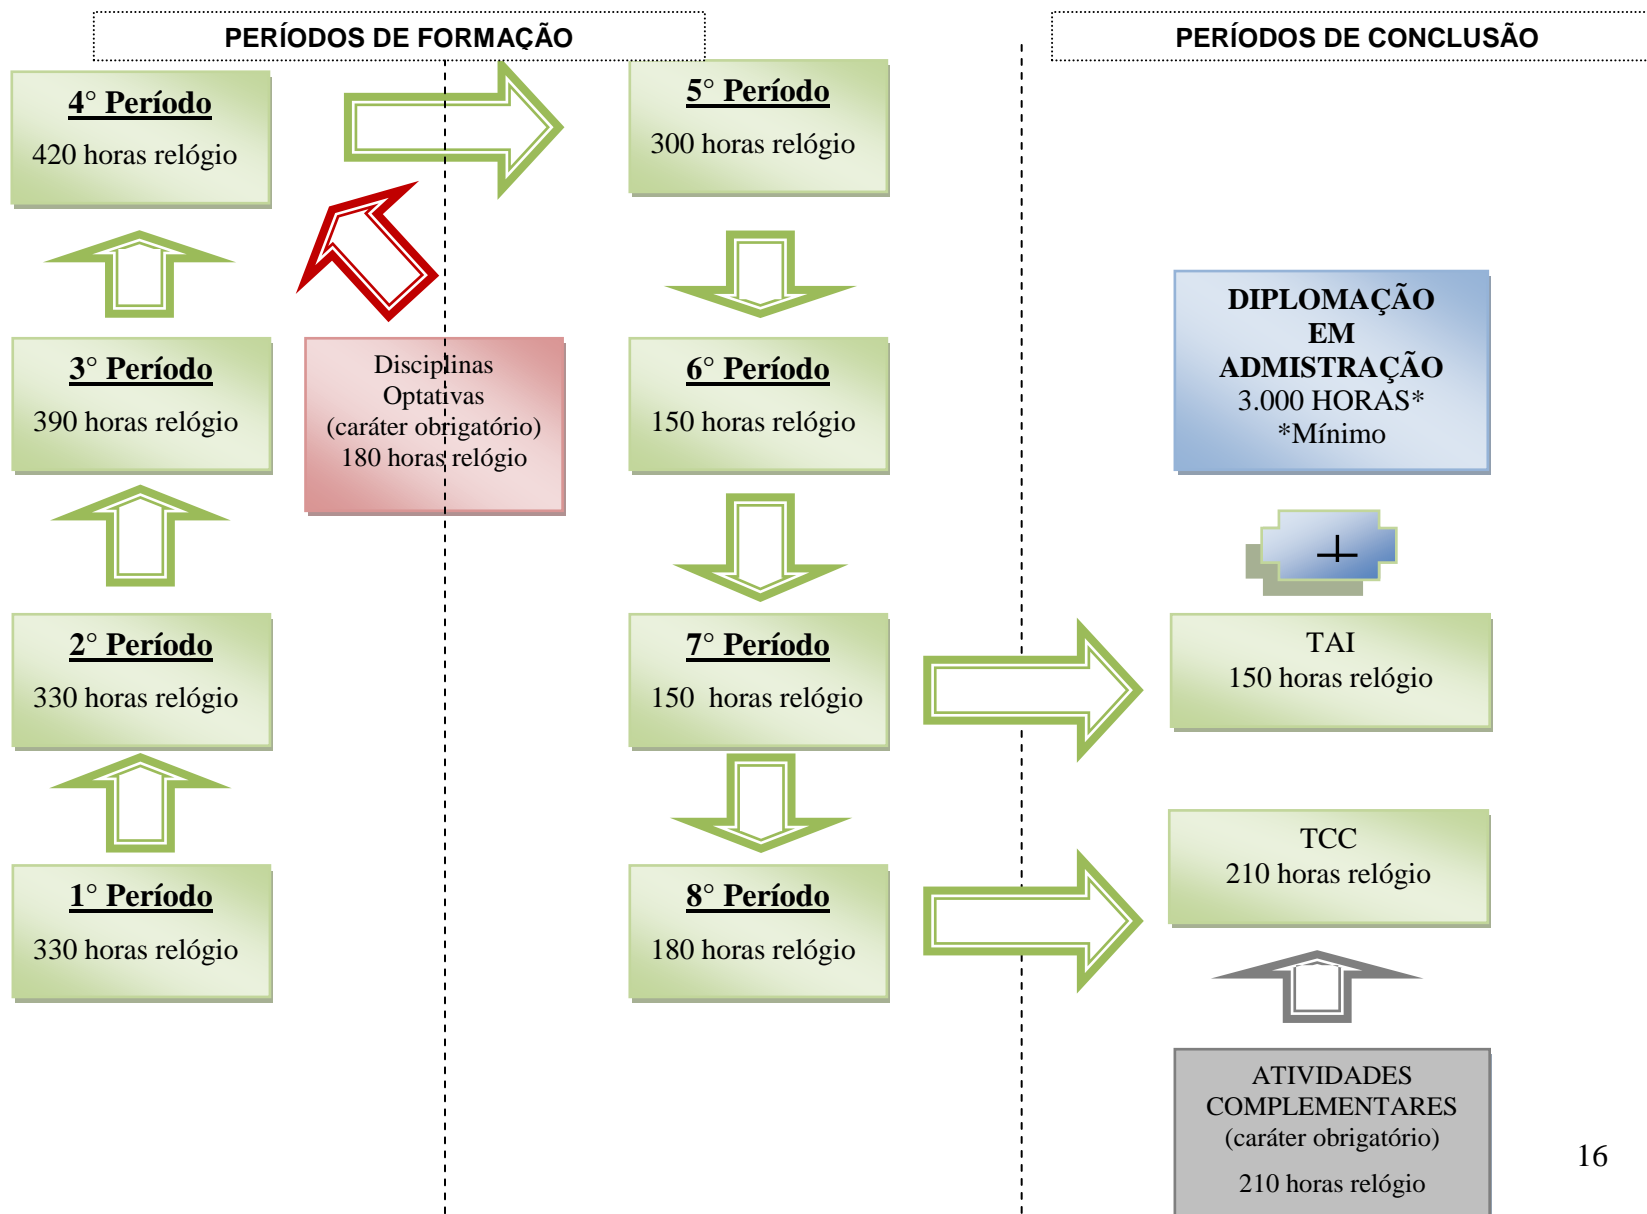 PERÍODOS DE FORMAÇÃO
PERÍODOS DE CONCLUSÃO
4° Período
420 horas relógio
5° Período
300 horas relógio
3° Período
390 horas relógio
Disciplinas
Optativas
(caráter obrigatório)
180 horas relógio
6° Período
150 horas relógio
DIPLOMAÇÃO
EM
ADMISTRAÇÃO
3.000 HORAS*
*Mínimo
+
2° Período
330 horas relógio
7° Período
150 horas relógio
TAI
150 horas relógio
1° Período
330 horas relógio
8° Período
180 horas relógio
TCC
210 horas relógio
ATIVIDADES
COMPLEMENTARES
(caráter obrigatório)
210 horas relógio
16